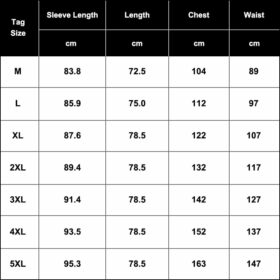 Tag Size Sleeve Length Length Chest Waist
cm cm cm cm
M 83.8 72.5 104 89
L 85.9 75.0 112 97
XL 87.6 78.5 122 107
2XL 89.4 78.5 132 117
3XL 91.4 78.5 142 127
4XL 93.5 78.5 152 137
5XL 95.3 78.5 163 147